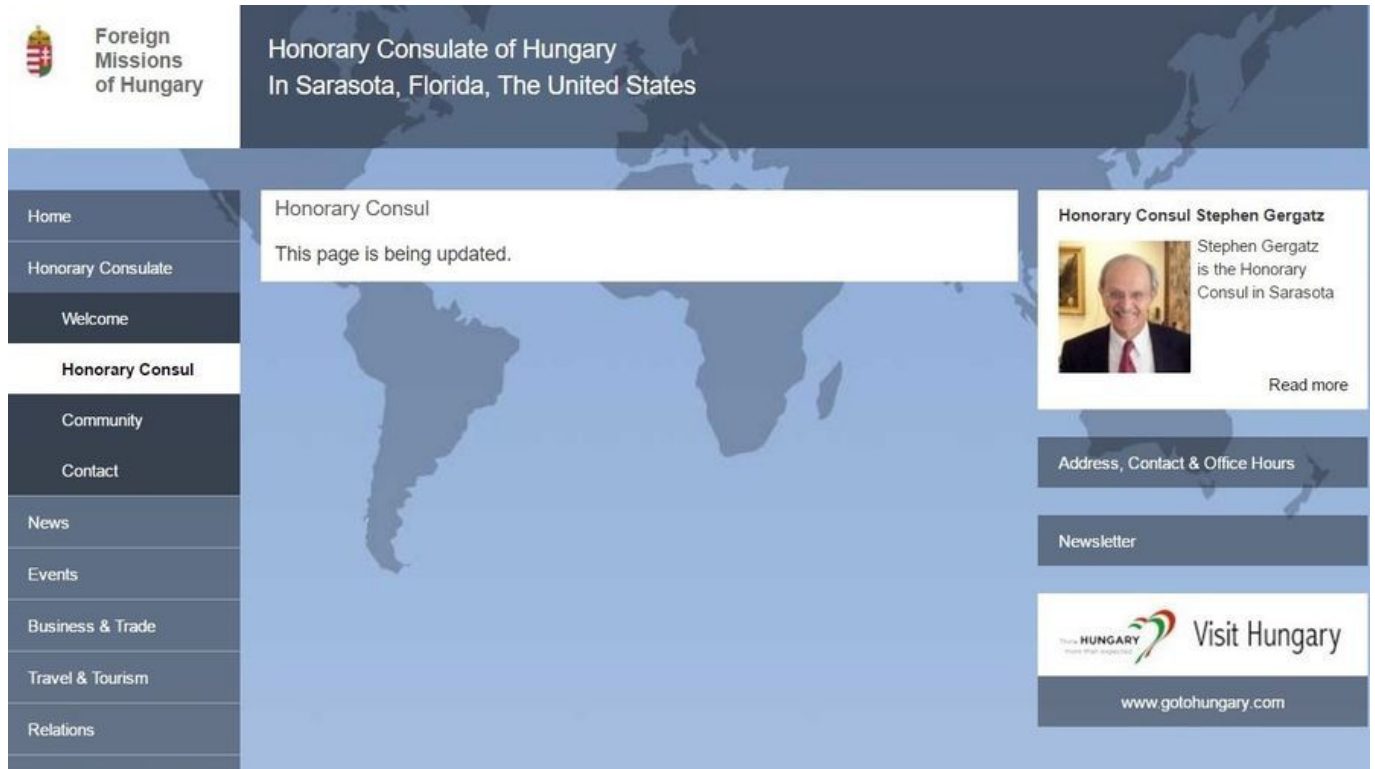 Foreign
Missions
of Hungary
Honorary Consulate of Hungary
In Sarasota, Florida, The United States
Home
Honorary Consulate
Welcome
Honorary Consul
Community
Contact
News
Events
Business & Trade
Travel & Tourism
Relations
Honorary Consul
This page is being updated.
Honorary Consul Stephen Gergatz
Stephen Gergatz
is the Honorary
Consul in Sarasota
Read more
Address, Contact & Office Hours
Newsletter
HUNGARY
more than expected
Visit Hungary
www.gotohungary.com